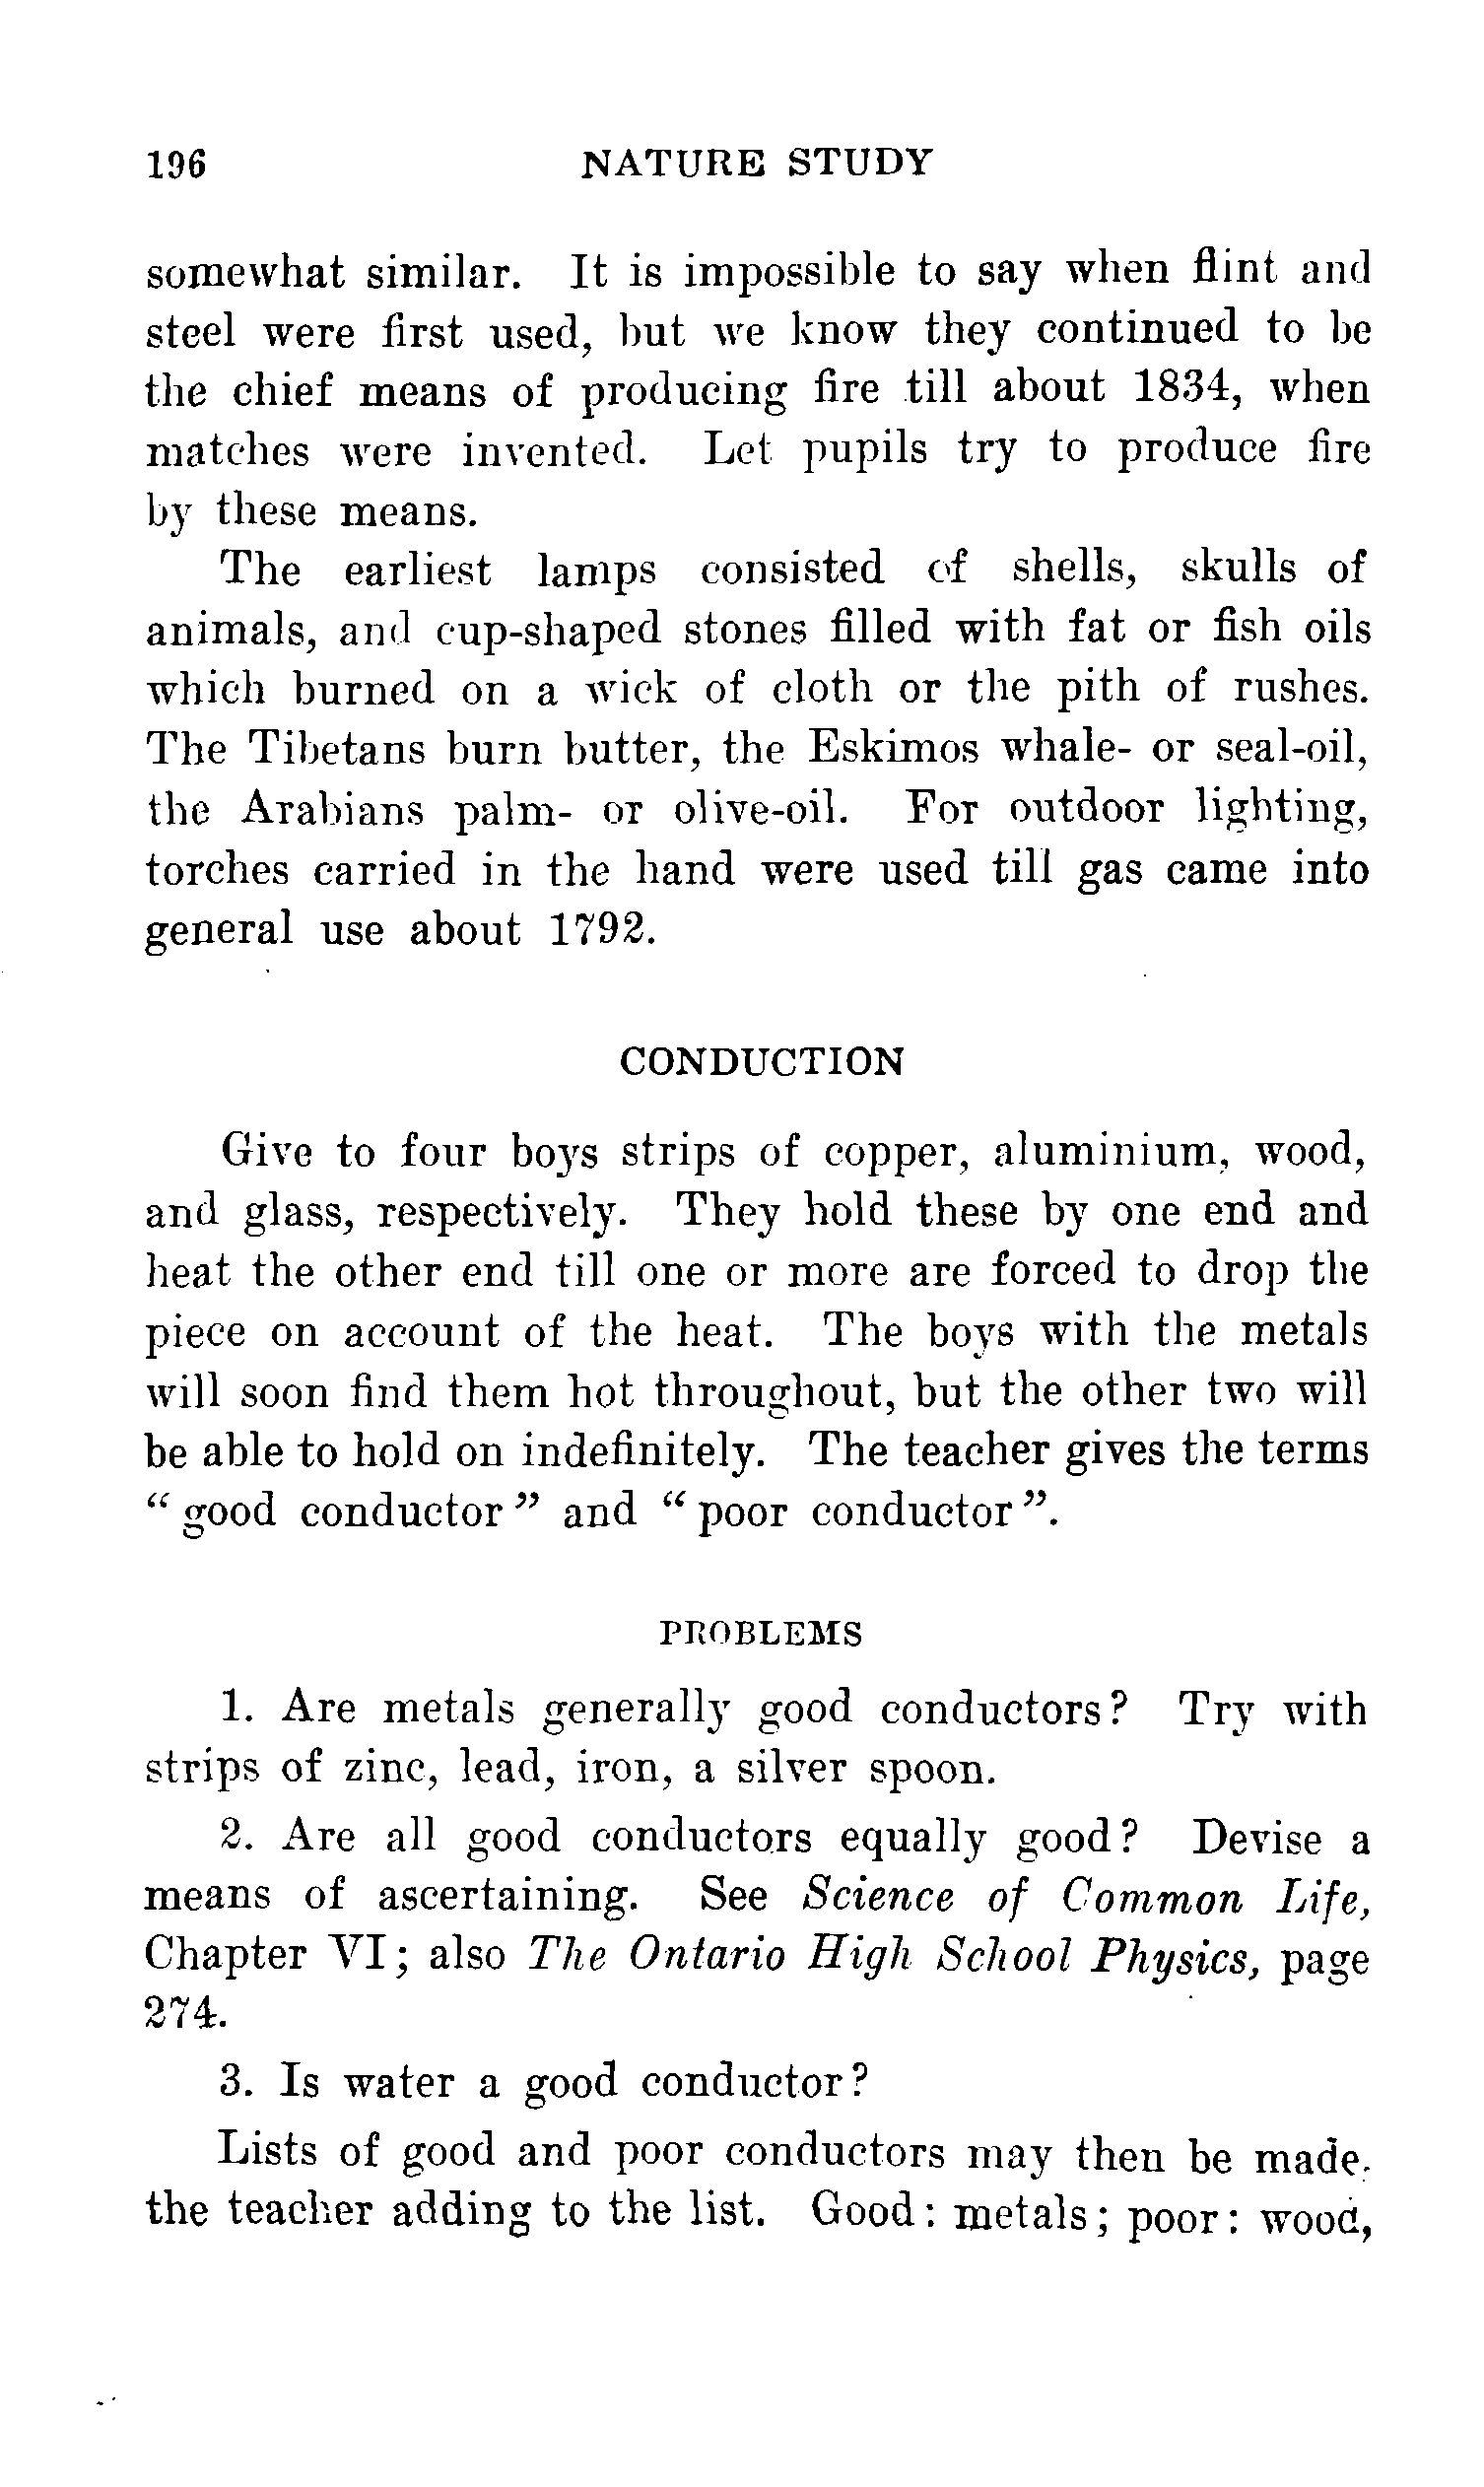 196 NATURE STUDY
somewhat similar. It is impossible to say when flint and
steel were first used, but we know they continued to be
the chief means of producing fire till about 1834, when
matches were invented. Let pupils try to produce fire
by these means.
The earliest lamps consisted of shells, skulls of
animals, and cup-shaped stones filled with fat or fish oils
which burned on a wick of cloth or the pith of rushes.
The Tibetans burn butter, the Eskimos whale- or seal-oil,
the Arabians palm- or olive-oil. For outdoor lighting,
torches carried in the hand were used till gas came into
general use about 1792.
CONDUCTION
Give to four boys strips of copper, aluminium, wood,
and glass, respectively. They hold these by one end and
heat the other end till one or more are forced to drop the
piece on account of the heat. The boys with the metals
will soon find them hot throughout, but the other two will
be able to hold on indefinitely. The teacher gives the terms
“ good conductor ” and “ poor conductor ”.
PROBLEMS
1. Are metals generally good conductors? Try with
strips of zinc, lead, iron, a silver spoon.
2. Are all good conductors equally good? Devise a
means of ascertaining. See Science of Common Life,
Chapter VI; also The Ontario High School Physics, page
274.
3. Is water a good conductor?
Lists of good and poor conductors may then be made,
the teacher adding to the list. Good: metals; poor: wood,